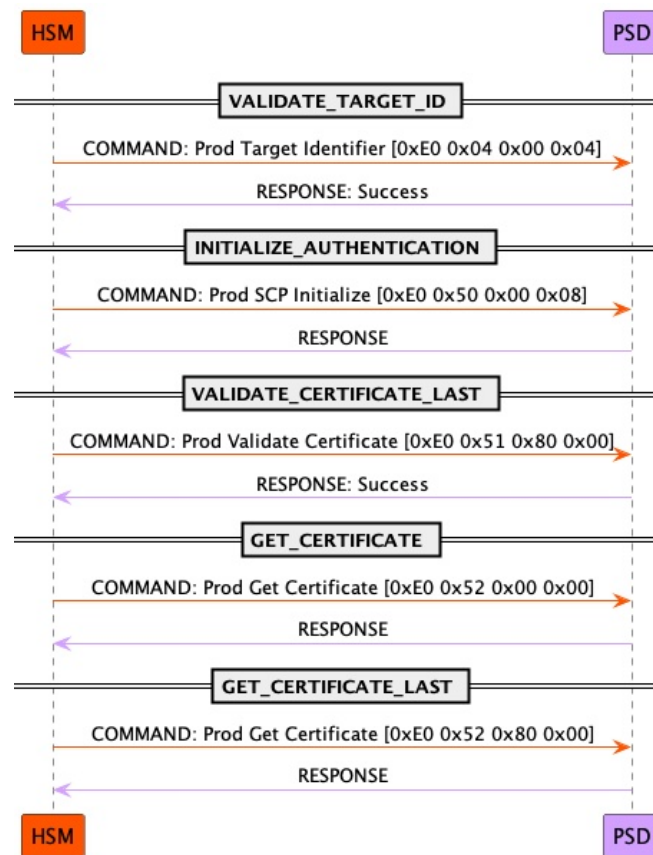 HSM PSD
VALIDATE_TARGET_ID
COMMAND: Prod Target Identifier [0xE0 0x04 0x00 0x04]
RESPONSE: Success
INITIALIZE_AUTHENTICATION
COMMAND: Prod SCP Initialize [0xE0 0x50 0x00 0x08]
RESPONSE
VALIDATE_CERTIFICATE_LAST
COMMAND: Prod Validate Certificate [0xE0 0x51 0x80 0x00]
RESPONSE: Success
GET_CERTIFICATE
COMMAND: Prod Get Certificate [0xE0 0x52 0x00 0x00]
RESPONSE
GET_CERTIFICATE_LAST
COMMAND: Prod Get Certificate [0xE0 0x52 0x80 0x00]
RESPONSE
HSM PSD